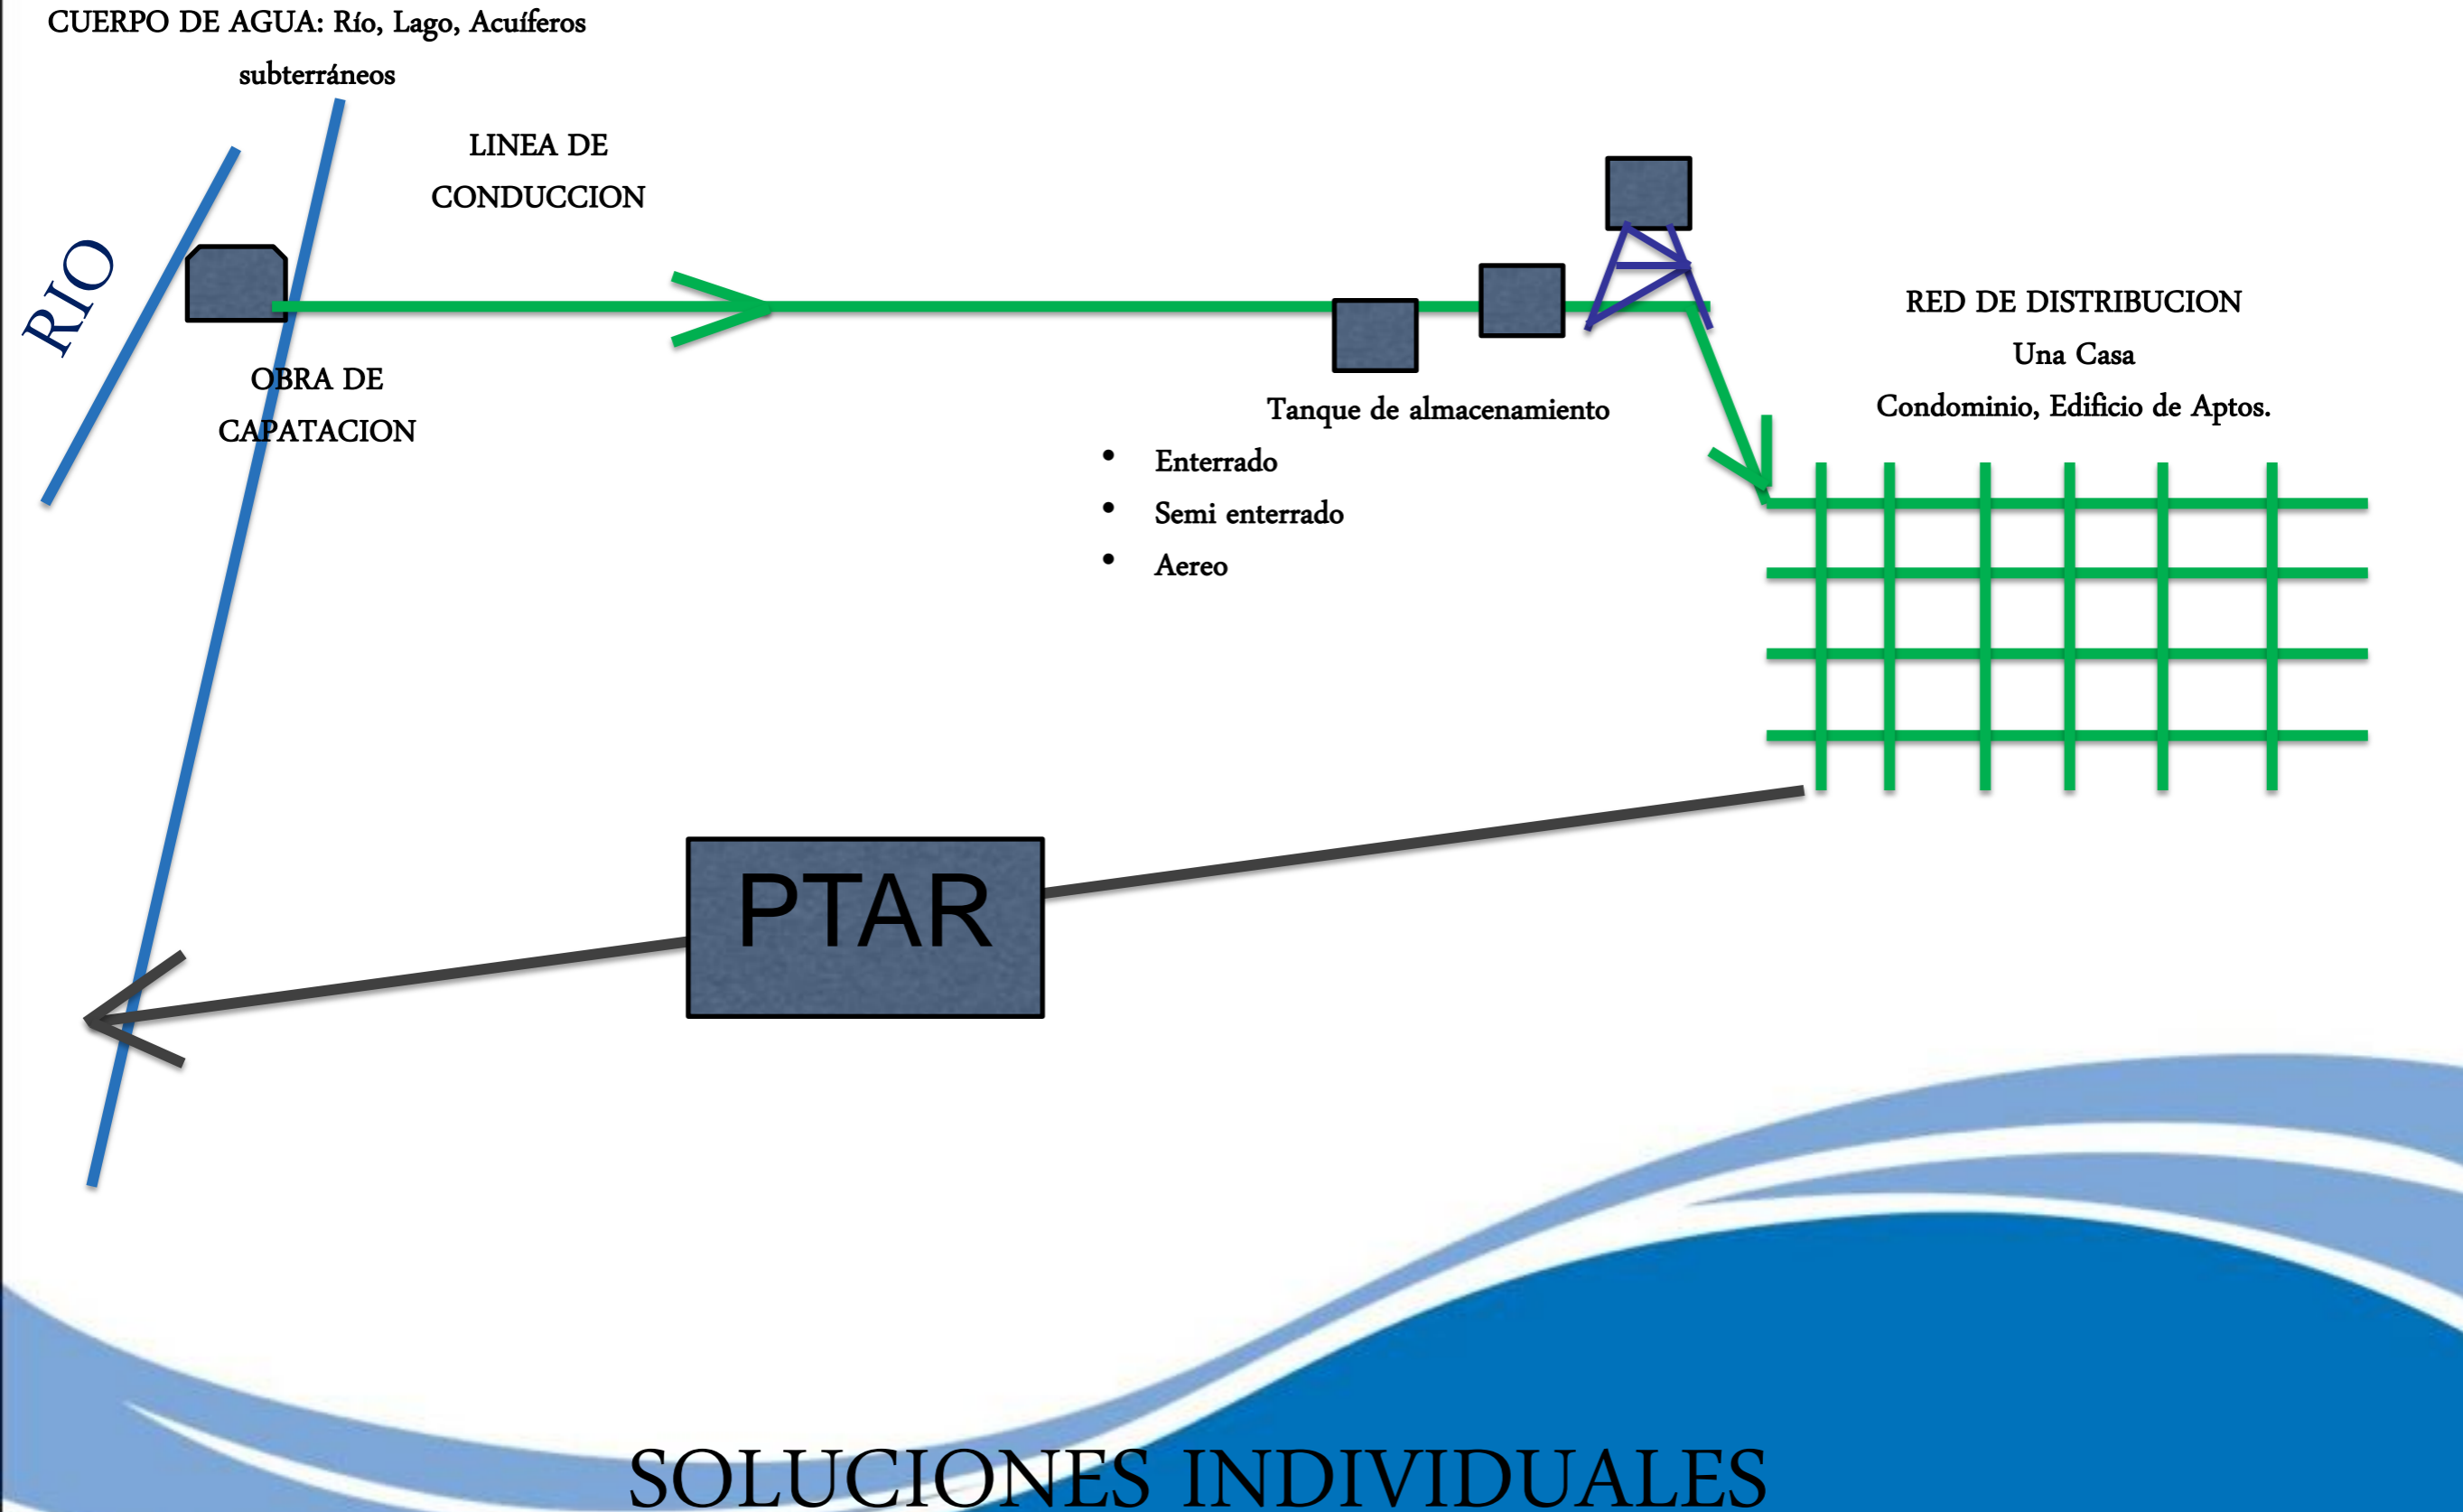 CUERPO DE AGUA: Río, Lago, Acuíferos
subterráneos
LINEA DE
CONDUCCION
RIO
OBRA DE
CAPATACION
Tanque de almacenamiento
• Enterrado
• Semi enterrado
• Aereo
RED DE DISTRIBUCION
Una Casa
Condominio, Edificio de Aptos.
PTAR
SOLUCIONES INDIVIDUALES